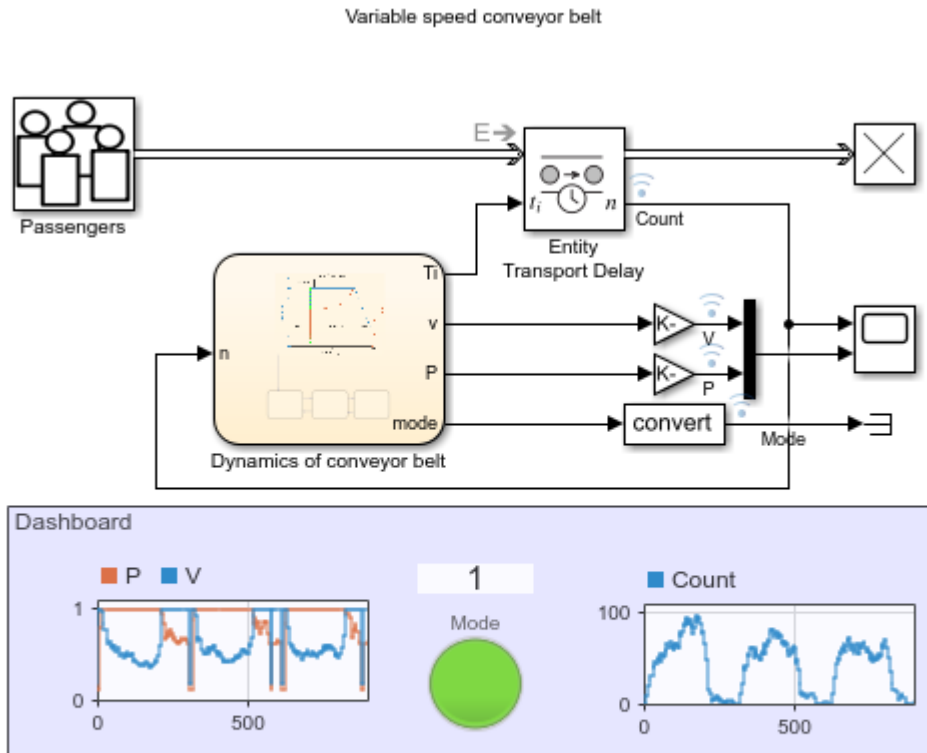 Variable speed conveyor belt
E
Passengers
t_i
n
Count
Entity
Transport Delay
Ti
v
n
P
mode
K-
V
K-
P
convert
Mode
Dynamics of conveyor belt
Dashboard
P V
1
Mode
Count
1
0
0 500
100
0
0 500